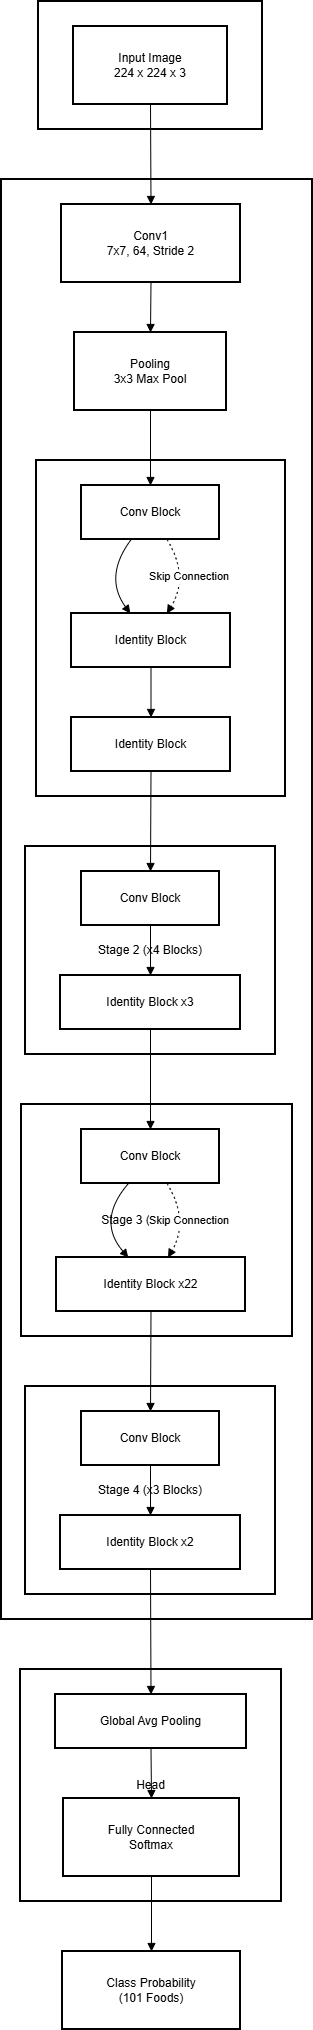 Input Image
224 x 224 x 3
Conv1
7x7, 64, Stride 2
Pooling
3x3 Max Pool
Conv Block
Skip Connection
Identity Block
Identity Block
Conv Block
Stage 2 (x4 Blocks)
Identity Block x3
Conv Block
Stage 3 (
Skip Connection
Identity Block x22
Conv Block
Stage 4 (x3 Blocks)
Identity Block x2
Global Avg Pooling
Head
Fully Connected
Softmax
Class Probability
(101 Foods)